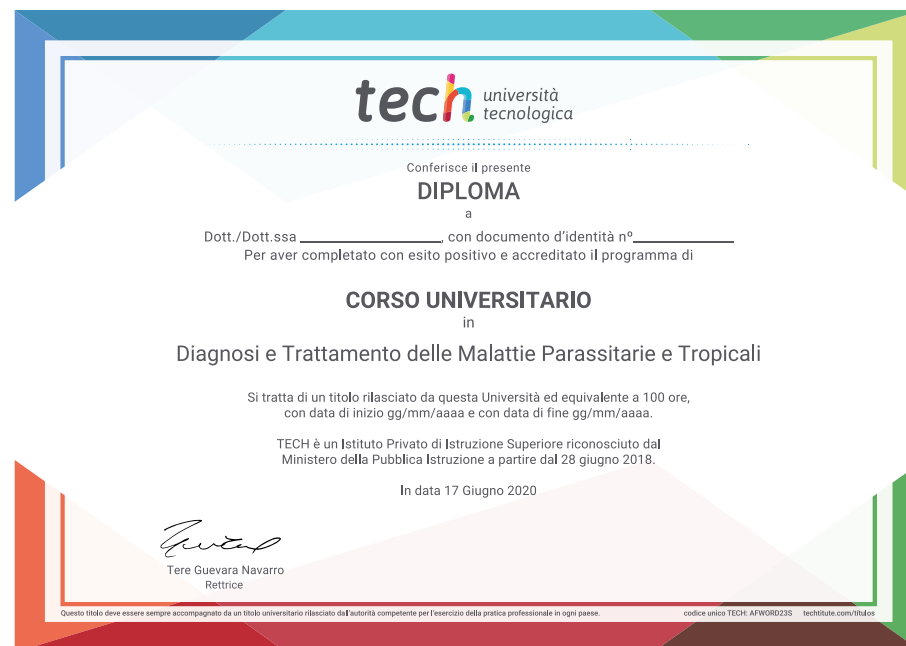 tech università
tecnologica
Conferisce il presente
DIPLOMA
a
Dott./Dott.ssa ____________________, con documento d'identità nº______________
Per aver completato con esito positivo e accreditato il programma di
CORSO UNIVERSITARIO
in
Diagnosi e Trattamento delle Malattie Parassitarie e Tropicali
Si tratta di un titolo rilasciato da questa Università ed equivalente a 100 ore,
con data di inizio gg/mm/aaaa e con data di fine gg/mm/aaaa.
TECH è un Istituto Privato di Istruzione Superiore riconosciuto dal
Ministero della Pubblica Istruzione a partire dal 28 giugno 2018.
In data 17 Giugno 2020
Tere Guevara Navarro
Rettrice
Questo titolo deve essere sempre accompagnato da un titolo universitario rilasciato dall'autorità competente per l'esercizio della pratica professionale in ogni paese. codice unico TECH: AFWORD23S techtitute.com/titulos